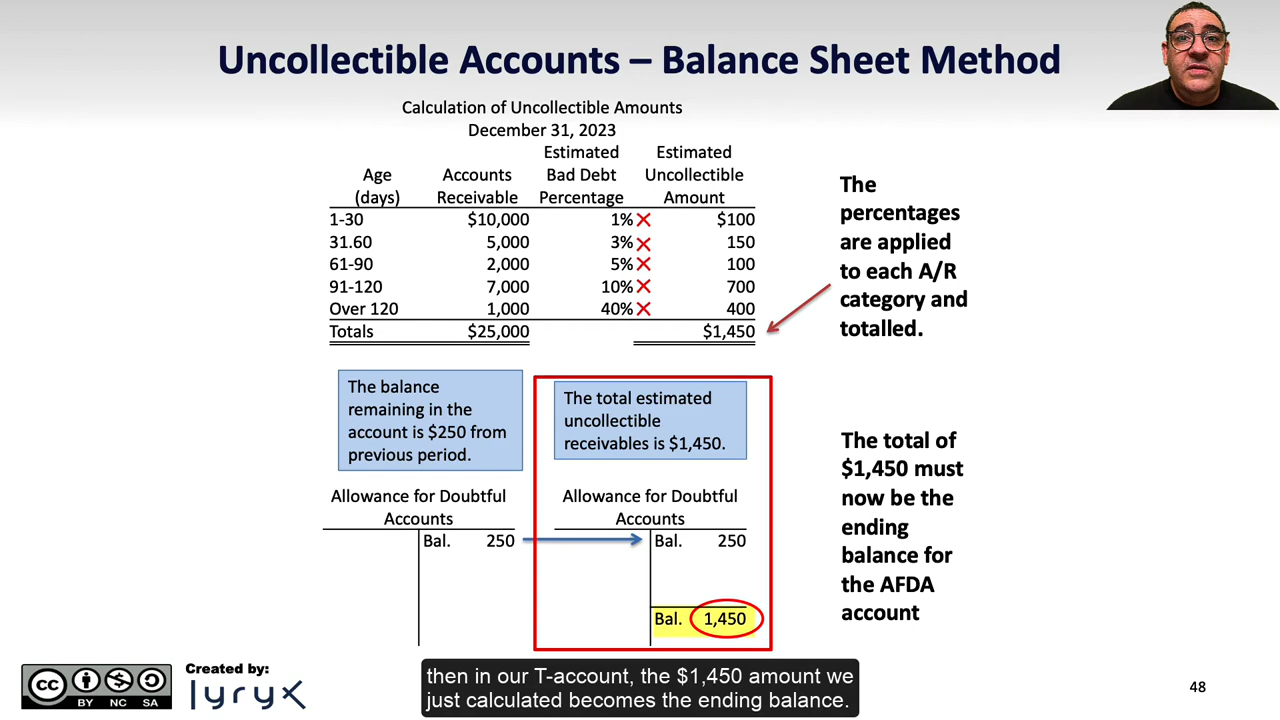 Uncollectible Accounts – Balance Sheet Method
Calculation of Uncollectible Amounts
December 31, 2023
Estimated Estimated
Age Accounts Bad Debt Uncollectible
(days) Receivable Percentage Amount
1-30 $10,000 1% $100
31.60 5,000 3% 150
61-90 2,000 5% 100
91-120 7,000 10% 700
Over 120 1,000 40% 400
Totals $25,000 $1,450
The
percentages
are applied
to each A/R
category and
totalled.
The balance
remaining in the
account is $250 from
previous period.
The total estimated
uncollectible
receivables is $1,450.
Allowance for Doubtful
Accounts
Bal. 250
Allowance for Doubtful
Accounts
Bal. 250
Bal. 1,450
The total of
$1,450 must
now be the
ending
balance for
the AFDA
account
cc
BY NC SA
Created by:
lyryx
then in our T-account, the $1,450 amount we
just calculated becomes the ending balance.
48